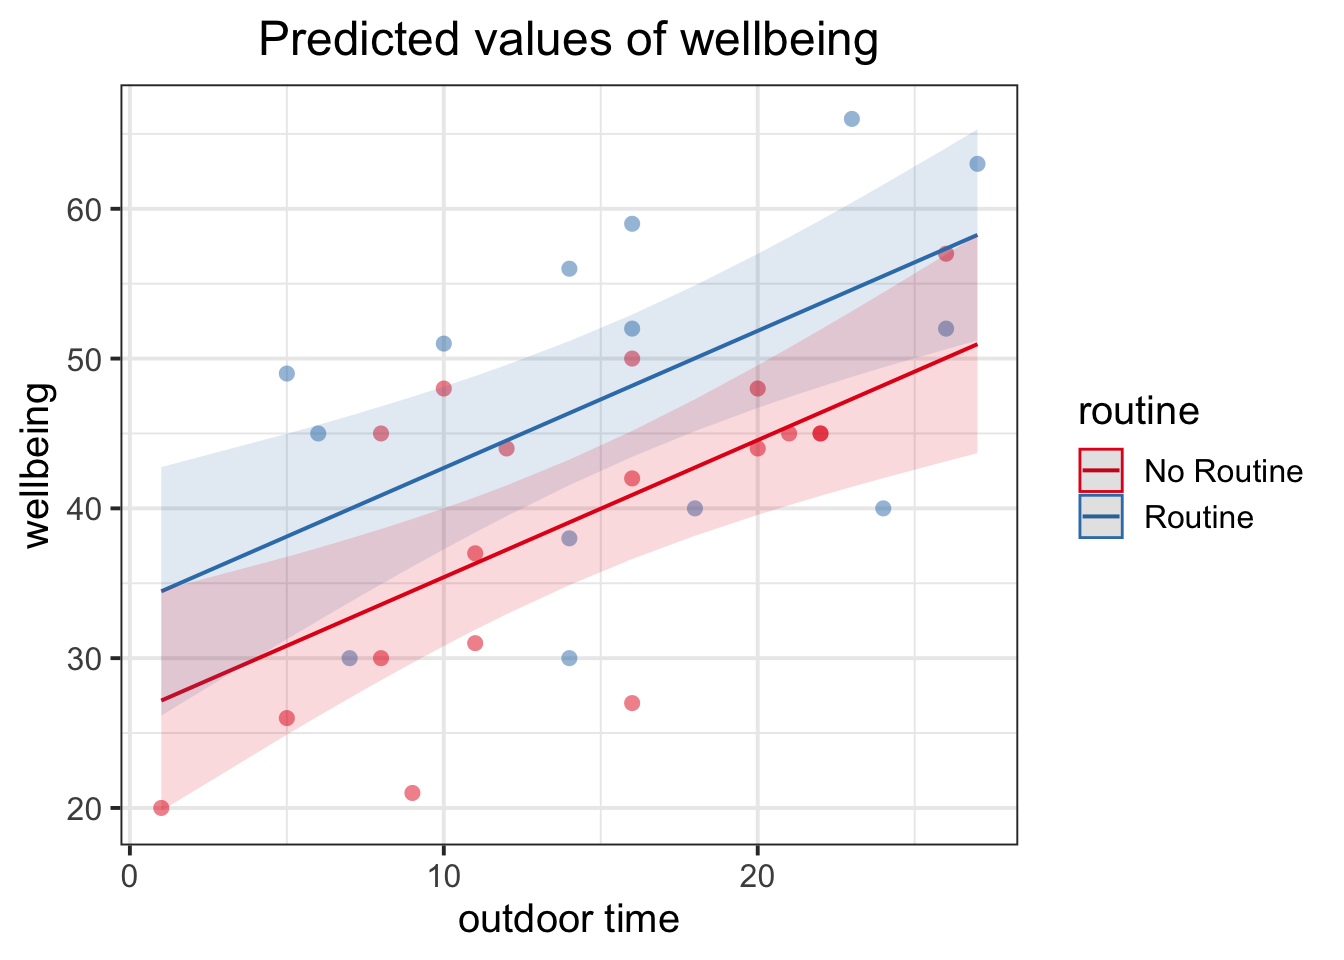 Predicted values of wellbeing
60
50
40
30
20
wellbeing
0 10 20
outdoor time
routine
No Routine
Routine